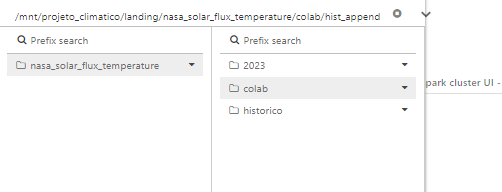 /mnt/projeto_climatico/landing/nasa_solar_flux_temperature/colab/hist_append
Prefix search
nasa_solar_flux_temperature
Prefix search
2023
colab
historico
park cluster UI -